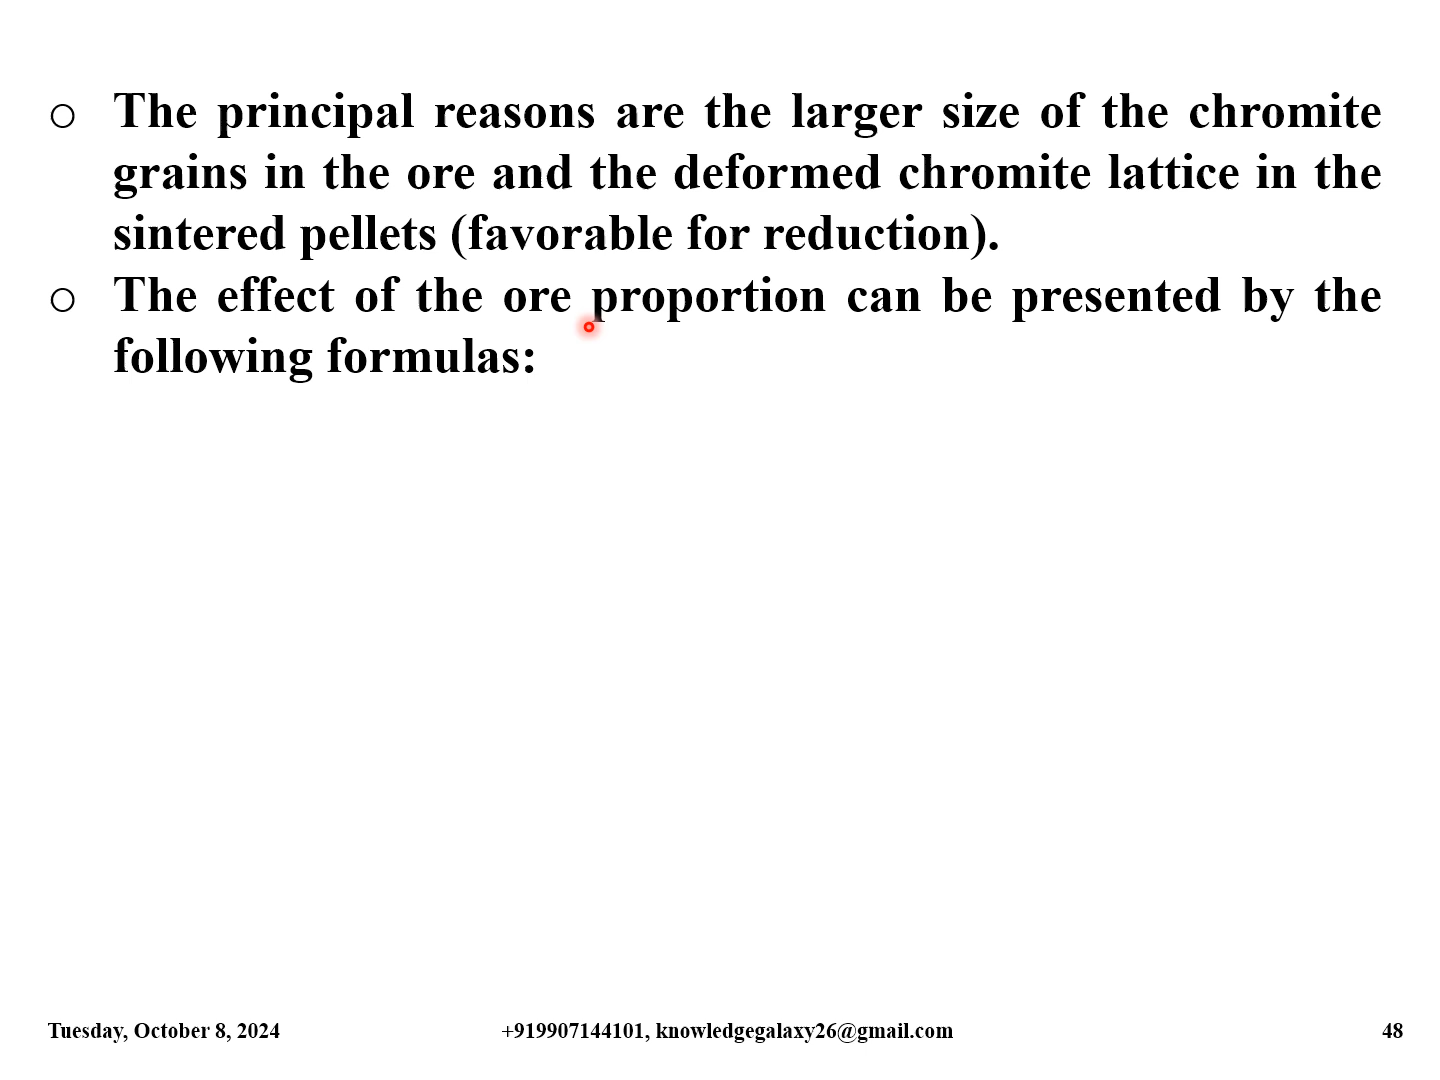 ○ The principal reasons are the larger size of the chromite
grains in the ore and the deformed chromite lattice in the
sintered pellets (favorable for reduction).
○ The effect of the ore proportion can be presented by the
following formulas:
Tuesday, October 8, 2024 +919907144101, knowledgegalaxy26@gmail.com 48